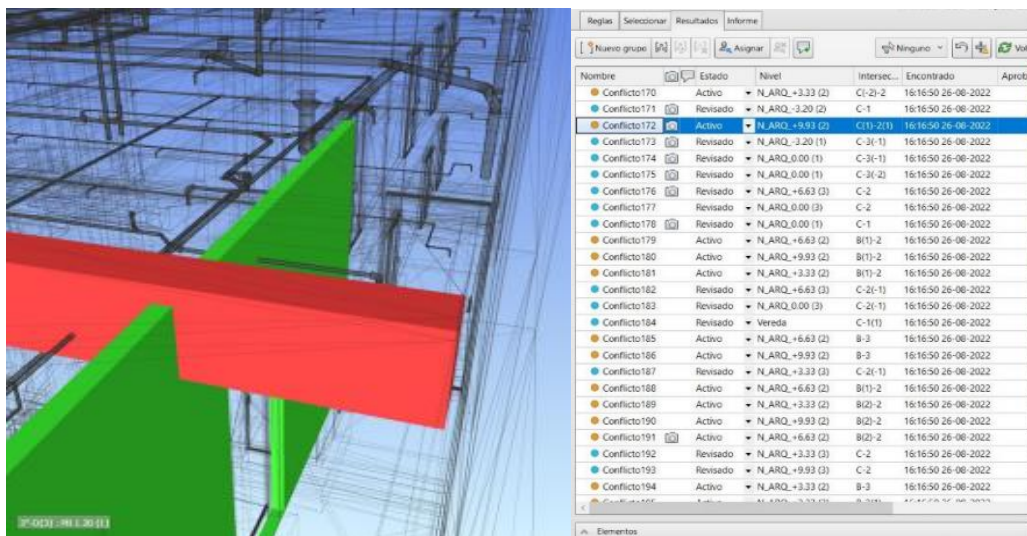 Reglas Seleccionar Resultados Informe
Nuevo grupo Asignar Ninguno
Nombre Estado Nivel Intersec... Encontrado Aprob
Conflicto170 Activo N_ARQ_+3.33 (2) C(-2)-2 16:16:50 26-08-2022
Conflicto171 Revisado N_ARQ_-3.20 (2) C-1 16:16:50 26-08-2022
Conflicto172 Activo N_ARQ_+9.93 (2) C(1)-2(1) 16:16:50 26-08-2022
Conflicto173 Revisado N_ARQ_-3.20 (1) C-3(-1) 16:16:50 26-08-2022
Conflicto174 Revisado N_ARQ_0.00 (1) C-3(-1) 16:16:50 26-08-2022
Conflicto175 Revisado N_ARQ_0.00 (1) C-3(-2) 16:16:50 26-08-2022
Conflicto176 Revisado N_ARQ_+6.63 (3) C-2 16:16:50 26-08-2022
Conflicto177 Revisado N_ARQ_0.00 (3) C-2 16:16:50 26-08-2022
Conflicto178 Revisado N_ARQ_0.00 (1) C-1 16:16:50 26-08-2022
Conflicto179 Activo N_ARQ_+6.63 (2) B(1)-2 16:16:50 26-08-2022
Conflicto180 Activo N_ARQ_+9.93 (2) B(1)-2 16:16:50 26-08-2022
Conflicto181 Activo N_ARQ_+3.33 (2) B(1)-2 16:16:50 26-08-2022
Conflicto182 Revisado N_ARQ_+6.63 (3) C-2(-1) 16:16:50 26-08-2022
Conflicto183 Revisado N_ARQ_0.00 (3) C-2(-1) 16:16:50 26-08-2022
Conflicto184 Revisado Vereda C-1(1) 16:16:50 26-08-2022
Conflicto185 Activo N_ARQ_+6.63 (2) B-3 16:16:50 26-08-2022
Conflicto186 Activo N_ARQ_+9.93 (2) B-3 16:16:50 26-08-2022
Conflicto187 Revisado N_ARQ_+3.33 (3) C-2(-1) 16:16:50 26-08-2022
Conflicto188 Activo N_ARQ_+6.63 (2) B(1)-2 16:16:50 26-08-2022
Conflicto189 Activo N_ARQ_+3.33 (2) B(2)-2 16:16:50 26-08-2022
Conflicto190 Activo N_ARQ_+9.93 (2) B(2)-2 16:16:50 26-08-2022
Conflicto191 Activo N_ARQ_+6.63 (2) B(2)-2 16:16:50 26-08-2022
Conflicto192 Revisado N_ARQ_+3.33 (3) C-2 16:16:50 26-08-2022
Conflicto193 Revisado N_ARQ_+9.93 (3) C-2 16:16:50 26-08-2022
Conflicto194 Activo N_ARQ_+3.33 (2) B-3 16:16:50 26-08-2022
Elementos